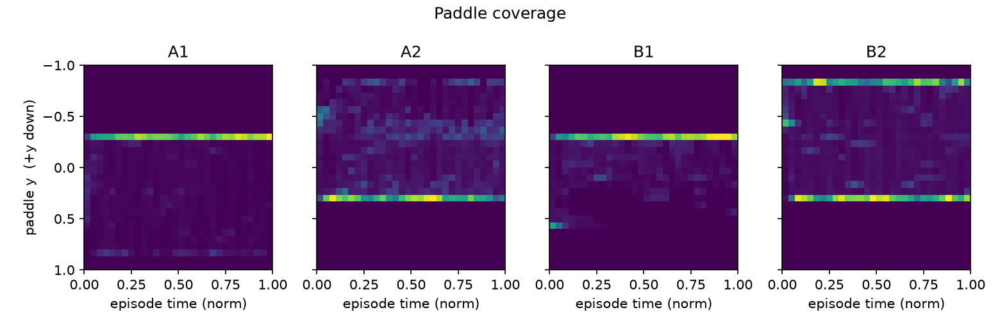 Paddle coverage
A1
A2
B1
B2
−1.0
−0.5
0.0
0.5
1.0
paddle y (+y down)
0.00 0.25 0.50 0.75 1.00
0.00 0.25 0.50 0.75 1.00
0.00 0.25 0.50 0.75 1.00
0.00 0.25 0.50 0.75 1.00
episode time (norm)
episode time (norm)
episode time (norm)
episode time (norm)